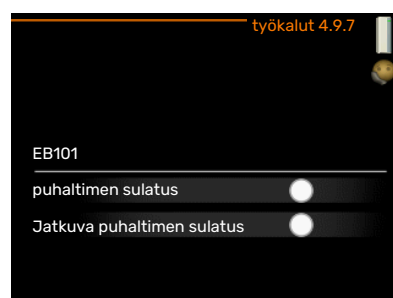 työkalut 4.9.7
EB101
puhaltimen sulatus
Jatkuva puhaltimen sulatus